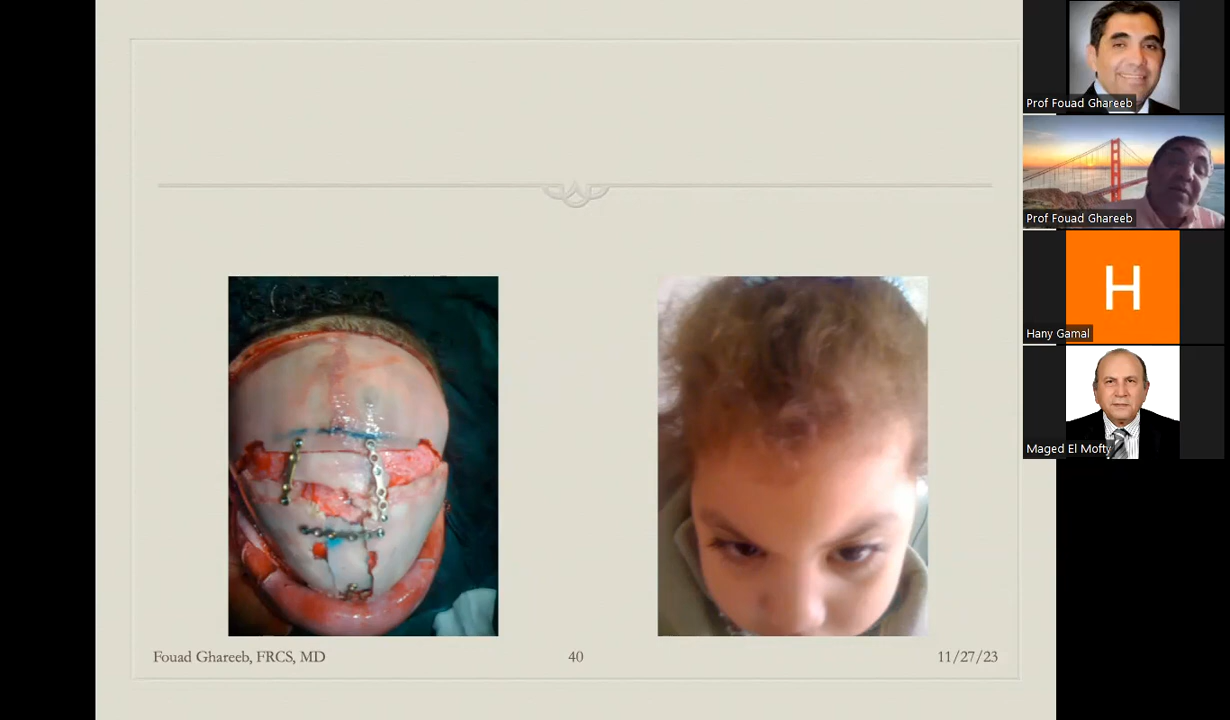 Fouad Ghareeb, FRCS, MD
40
11/27/23
Prof Fouad Ghareeb
Prof Fouad Ghareeb
H
Hany Gamal
Maged El Mofty